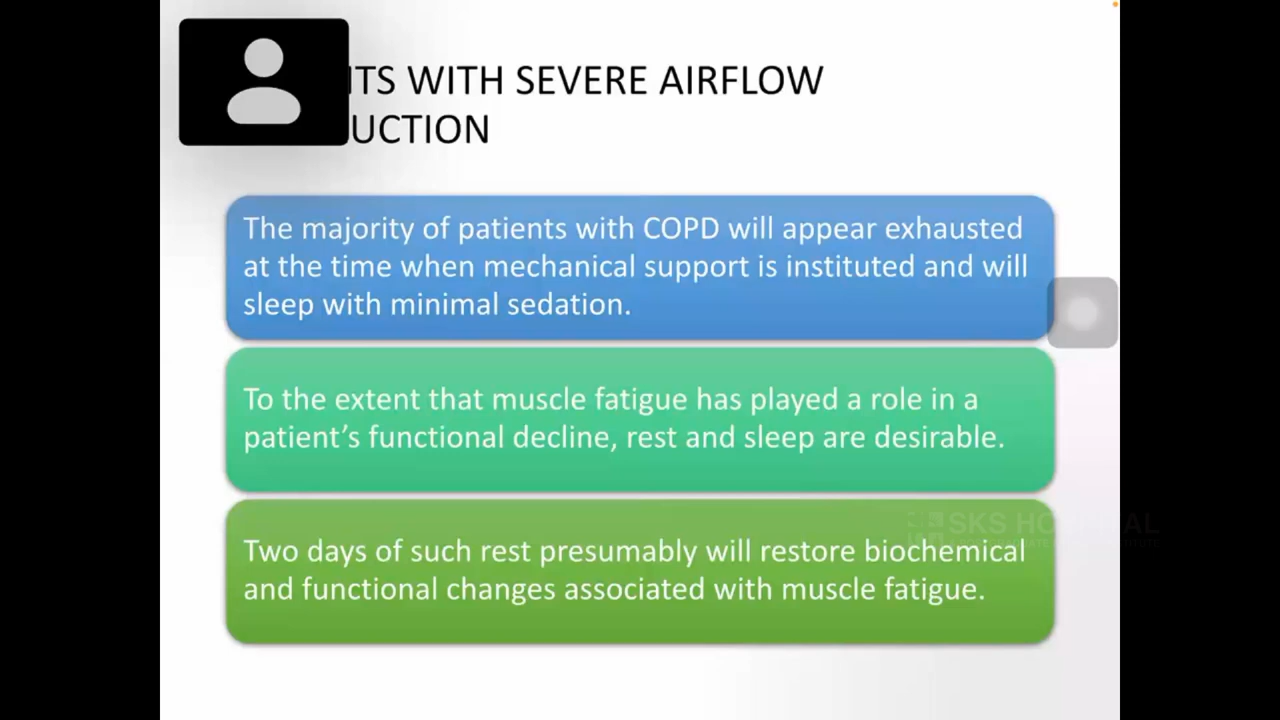 WITH SEVERE AIRFLOW
The majority of patients with COPD will appear exhausted
at the time when mechanical support is instituted and will
sleep with minimal sedation.
To the extent that muscle fatigue has played a role in a
patient’s functional decline, rest and sleep are desirable.
Two days of such rest presumably will restore biochemical
and functional changes associated with muscle fatigue.
SKS